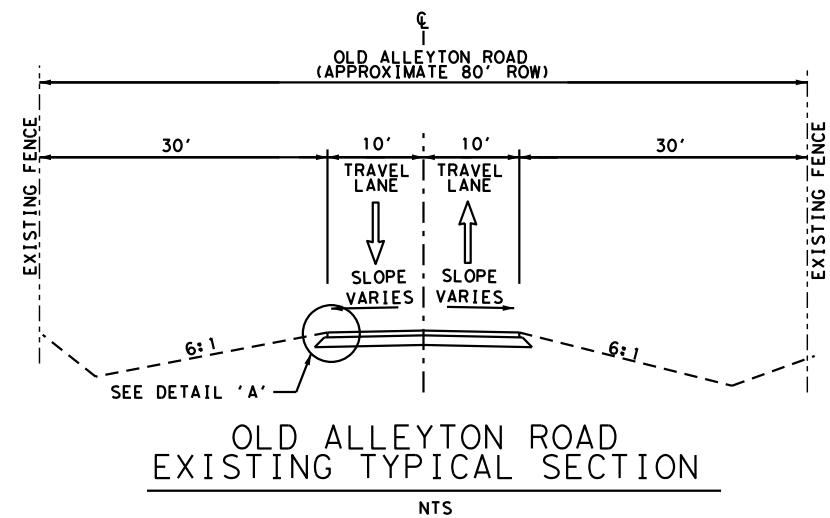 ℄
OLD ALLEYTON ROAD
(APPROXIMATE 80' ROW)
EXISTING FENCE
30'
10'
10'
30'
EXISTING FENCE
TRAVEL
LANE
TRAVEL
LANE
SLOPE
VARIES
SLOPE
VARIES
6:1
6:1
SEE DETAIL 'A'
OLD ALLEYTON ROAD
EXISTING TYPICAL SECTION
NTS